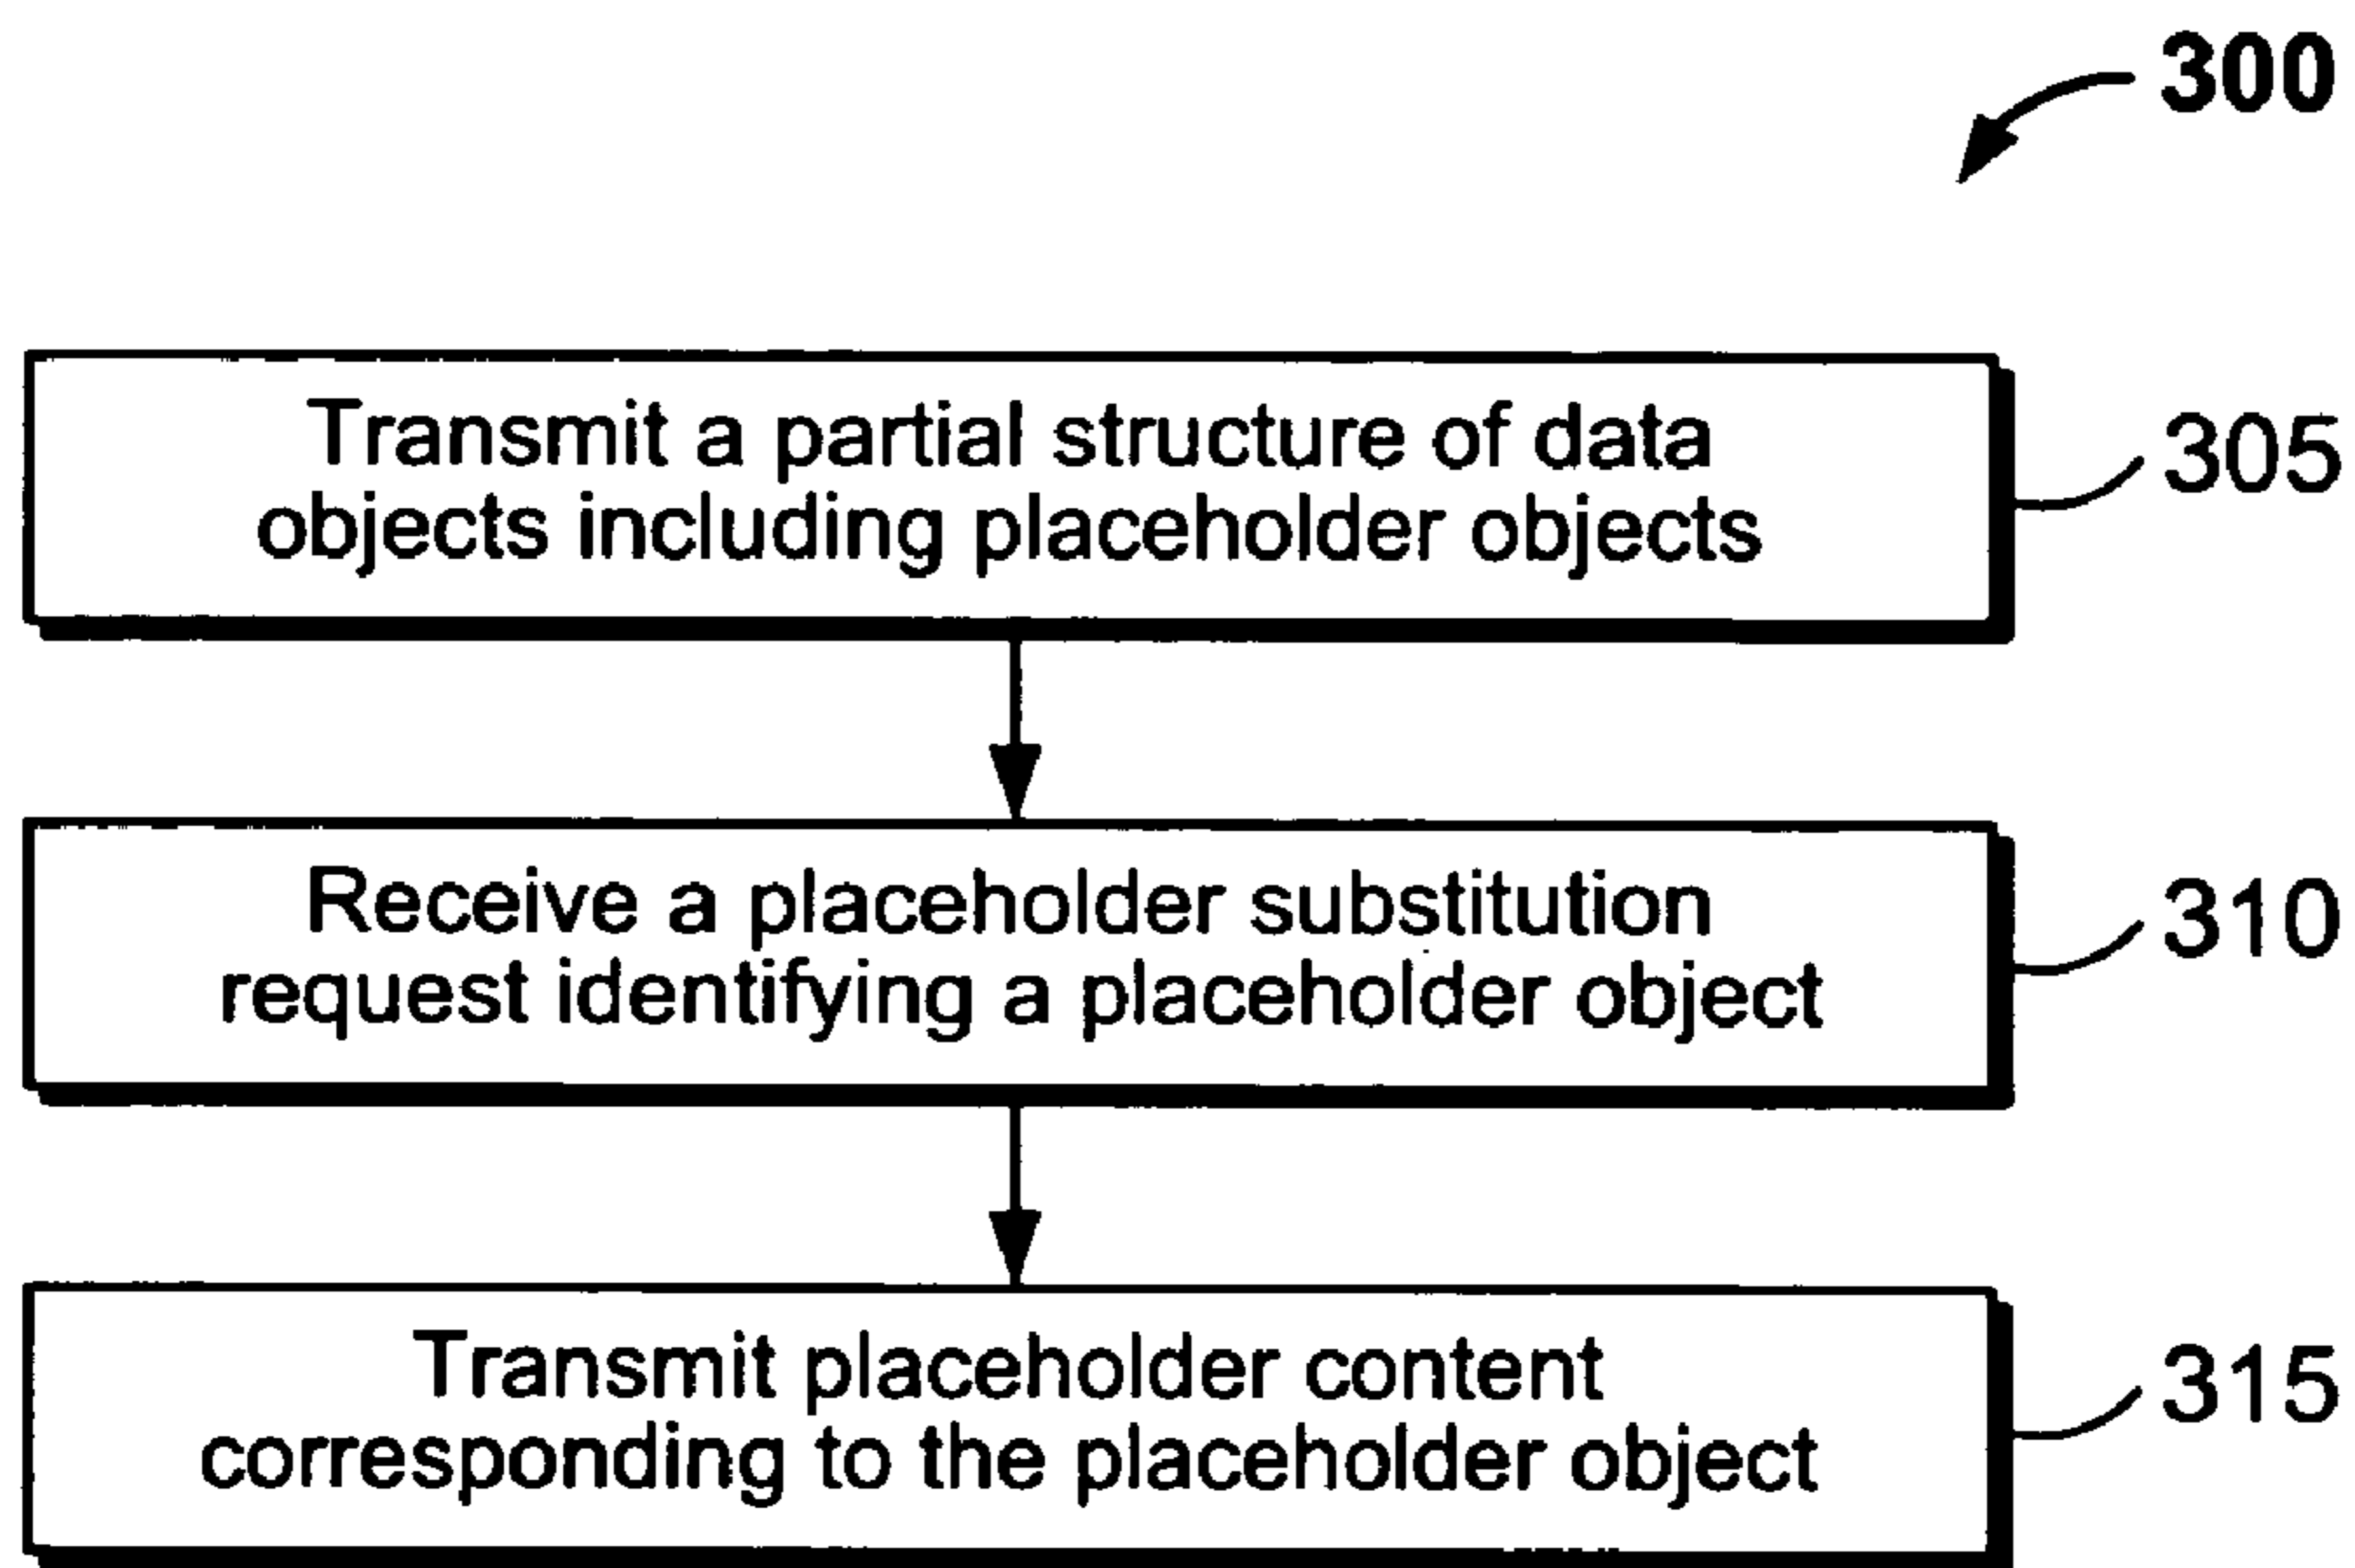 300
Transmit a partial structure of data
objects including placeholder objects
305
Receive a placeholder substitution
request identifying a placeholder object
310
Transmit placeholder content
corresponding to the placeholder object
315